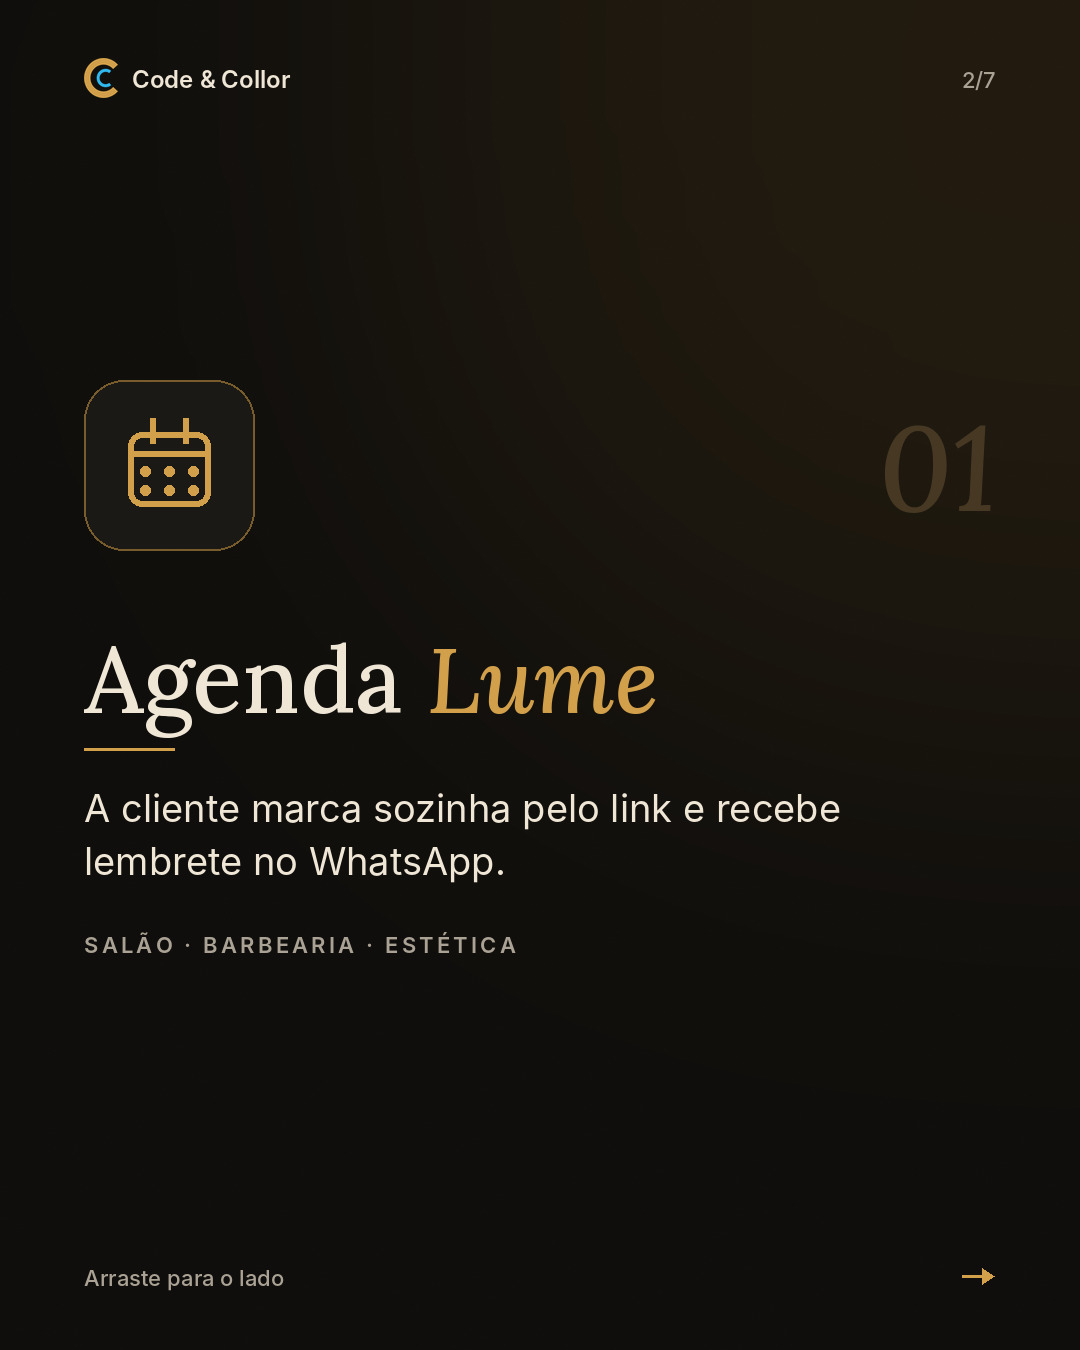 Code & Collor
2/7
01
Agenda Lume
A cliente marca sozinha pelo link e recebe
lembrete no WhatsApp.
SALÃO · BARBEARIA · ESTÉTICA
Arraste para o lado